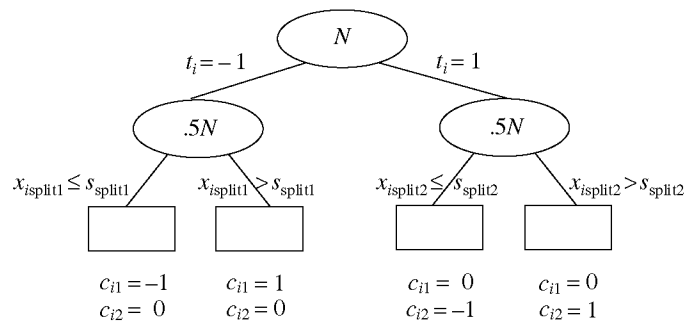 N
t_i = – 1 t_i = 1
.5N .5N
x_isplit1 ≤ s_split1 x_isplit1 > s_split1 x_isplit2 ≤ s_split2 x_isplit2 > s_split2
c_i1 = –1 c_i1 = 1 c_i1 = 0 c_i1 = 0
c_i2 = 0 c_i2 = 0 c_i2 = –1 c_i2 = 1